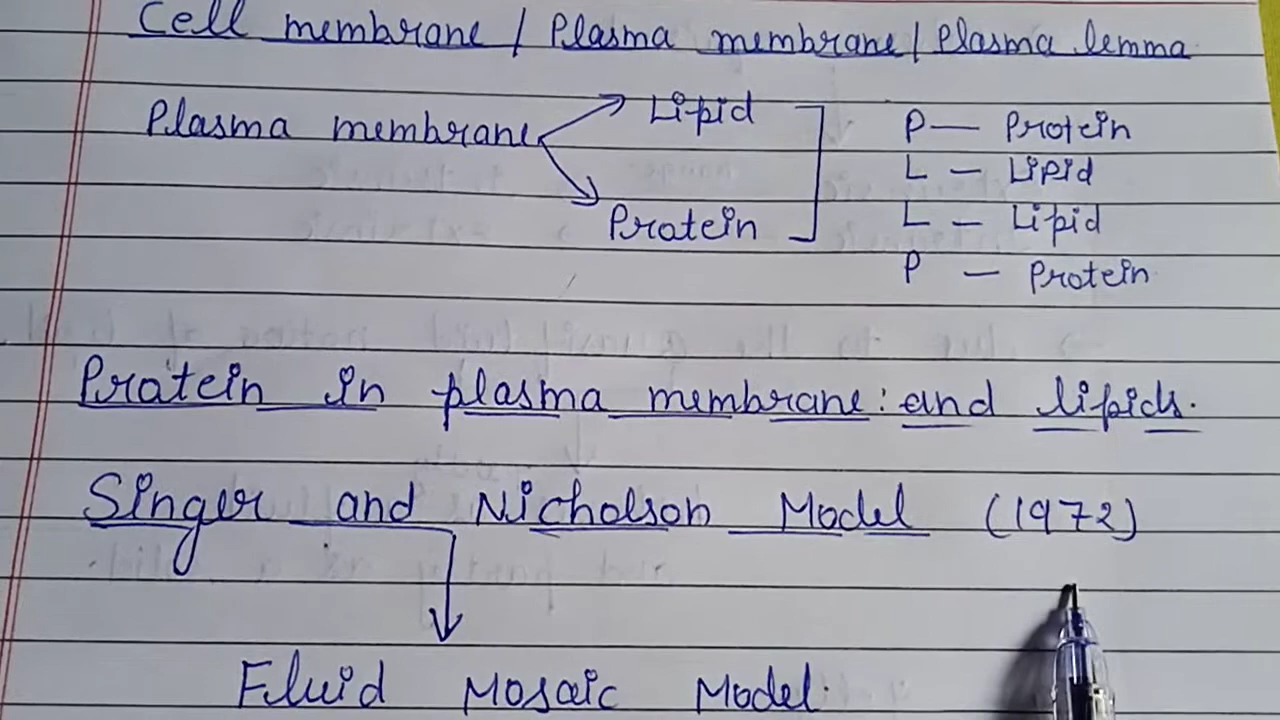 Cell membrane / Plasma membrane / Plasma lemma
Plasma membrane
Lipid
Protein
P — Protein
L — Lipid
L — Lipid
P — Protein
Protein in plasma membrane: and lipids.
Singer and Nicholson Model (1972)
Fluid Mosaic Model.